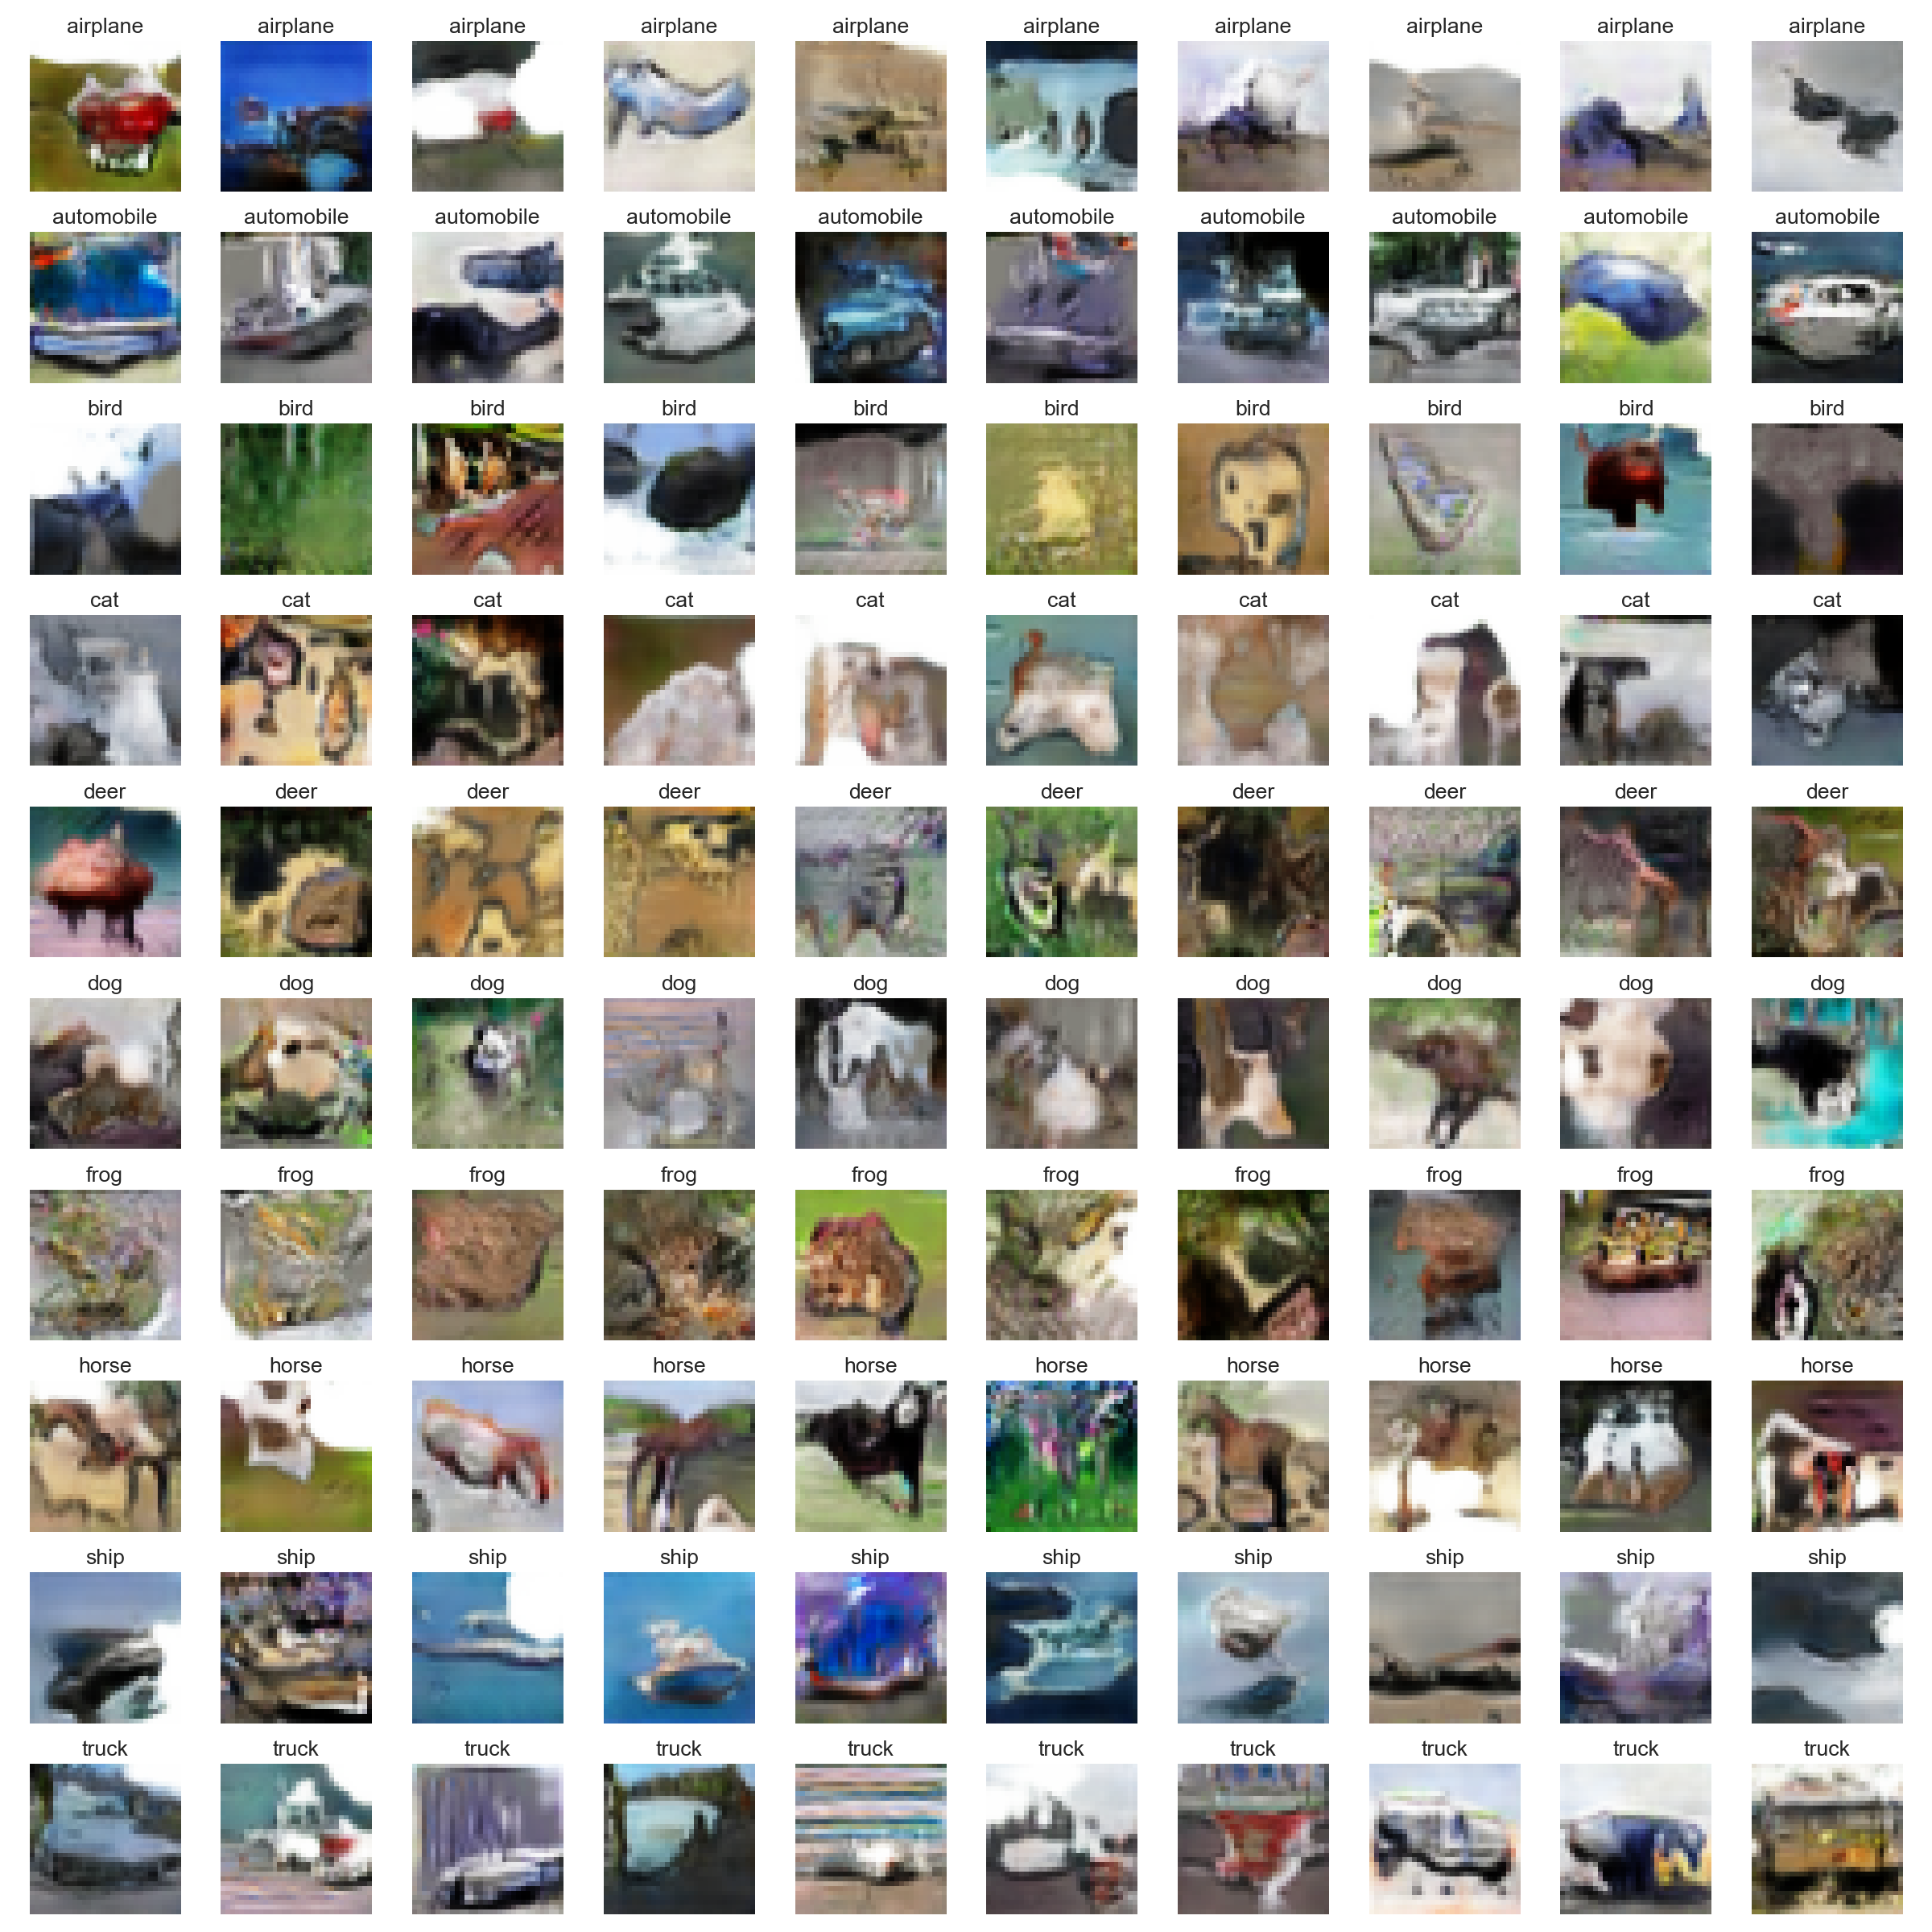 airplane airplane airplane airplane airplane airplane airplane airplane airplane airplane
automobile automobile automobile automobile automobile automobile automobile automobile automobile automobile
bird bird bird bird bird bird bird bird bird bird
cat cat cat cat cat cat cat cat cat cat
deer deer deer deer deer deer deer deer deer deer
dog dog dog dog dog dog dog dog dog dog
frog frog frog frog frog frog frog frog frog frog
horse horse horse horse horse horse horse horse horse horse
ship ship ship ship ship ship ship ship ship ship
truck truck truck truck truck truck truck truck truck truck